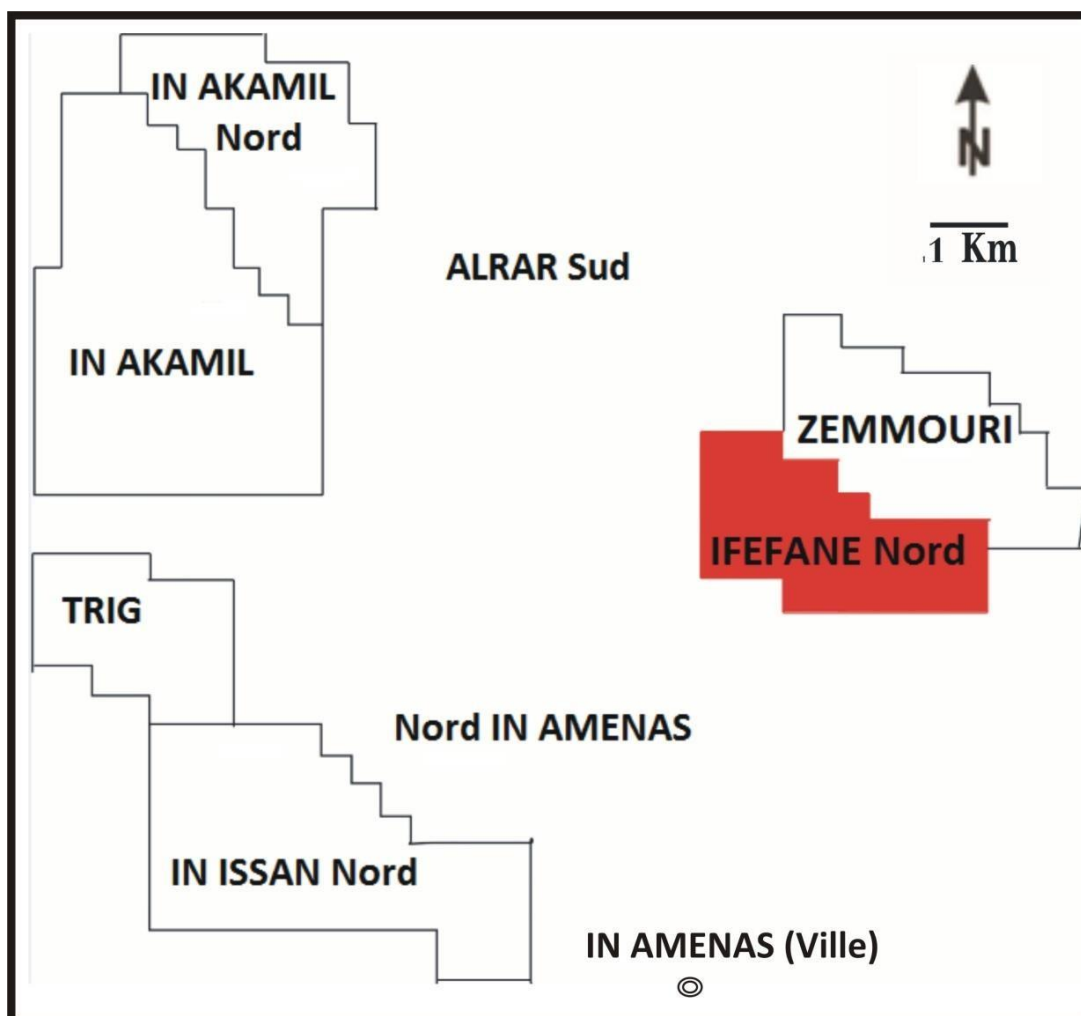 IN AKAMIL
Nord
N
1 Km
ALRAR Sud
IN AKAMIL
ZEMMOURI
IFEFANE Nord
TRIG
Nord IN AMENAS
IN ISSAN Nord
IN AMENAS (Ville)